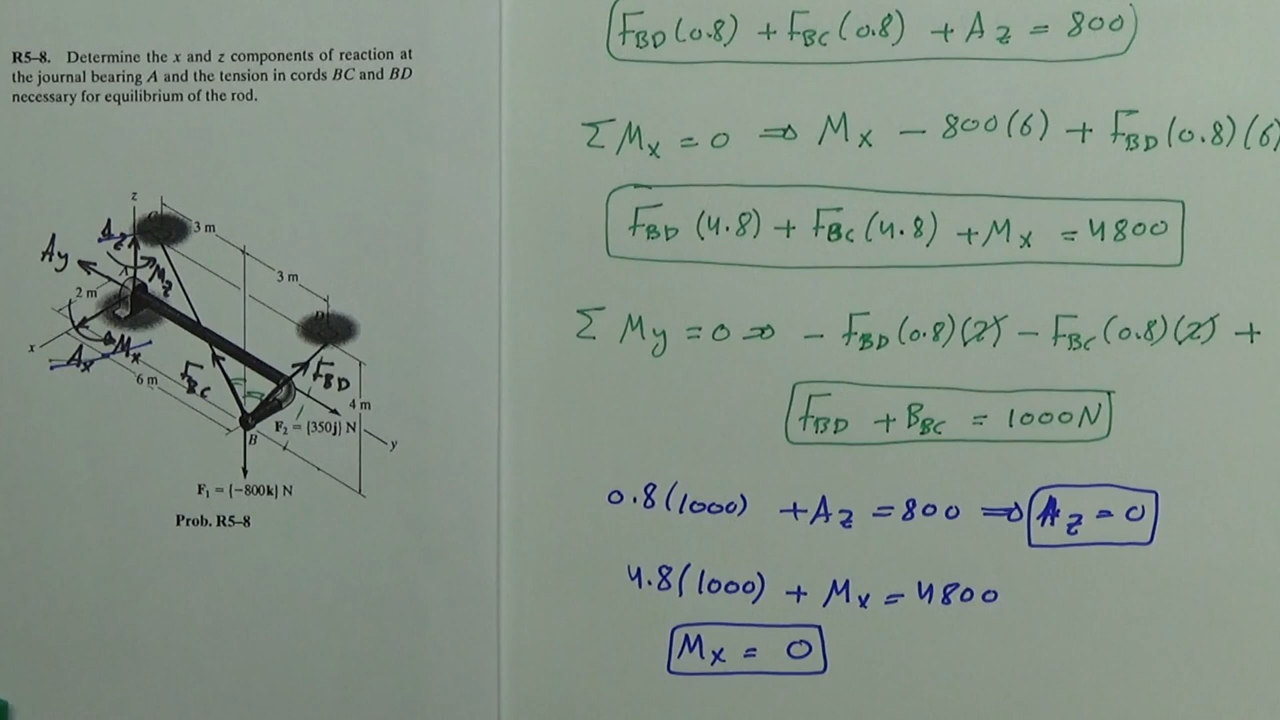 R5–8. Determine the x and z components of reaction at
the journal bearing A and the tension in cords BC and BD
necessary for equilibrium of the rod.
z
C
3 m
Az
Ay
Mz
A
3 m
2 m
D
x
Ax
Mx
6 m
FBC
FBD
4 m
B
F₂ = {350j} N
y
F₁ = {−800k} N
Prob. R5–8
FBD (0.8) + FBC (0.8) + Az = 800
ΣMx = 0 ⇒ Mx − 800(6) + FBD (0.8)(6)
FBD (4.8) + FBC (4.8) + Mx = 4800
Σ My = 0 ⇒ − FBD (0.8)(2) − FBC (0.8)(2) +
FBD + BBC = 1000N
0.8(1000) + Az = 800 ⇒ Az = 0
4.8(1000) + Mx = 4800
Mx = 0